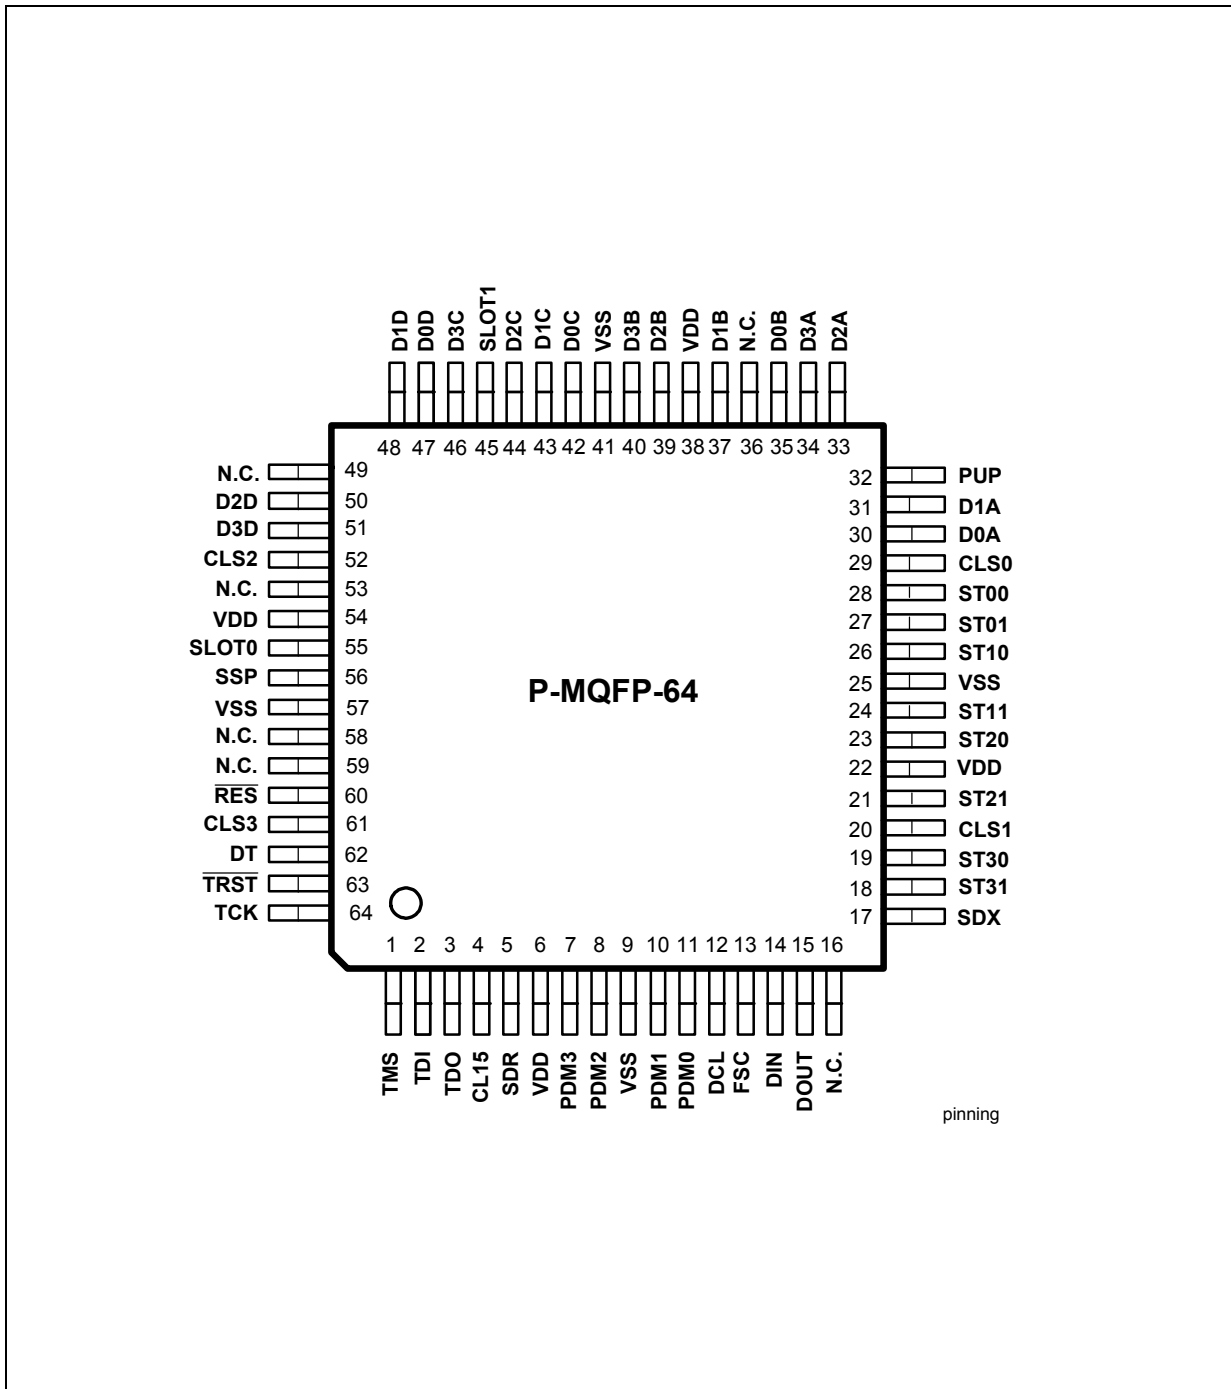 D1D
D0D
D3C
SLOT1
D2C
D1C
D0C
VSS
D3B
D2B
VDD
D1B
N.C.
D0B
D3A
D2A
48 47 46 45 44 43 42 41 40 39 38 37 36 35 34 33
N.C. 49
D2D 50
D3D 51
CLS2 52
N.C. 53
VDD 54
SLOT0 55
SSP 56
VSS 57
N.C. 58
N.C. 59
RES 60
CLS3 61
DT 62
TRST 63
TCK 64
P-MQFP-64
32 PUP
31 D1A
30 D0A
29 CLS0
28 ST00
27 ST01
26 ST10
25 VSS
24 ST11
23 ST20
22 VDD
21 ST21
20 CLS1
19 ST30
18 ST31
17 SDX
1 2 3 4 5 6 7 8 9 10 11 12 13 14 15 16
TMS
TDI
TDO
CL15
SDR
VDD
PDM3
PDM2
VSS
PDM1
PDM0
DCL
FSC
DIN
DOUT
N.C.
pinning